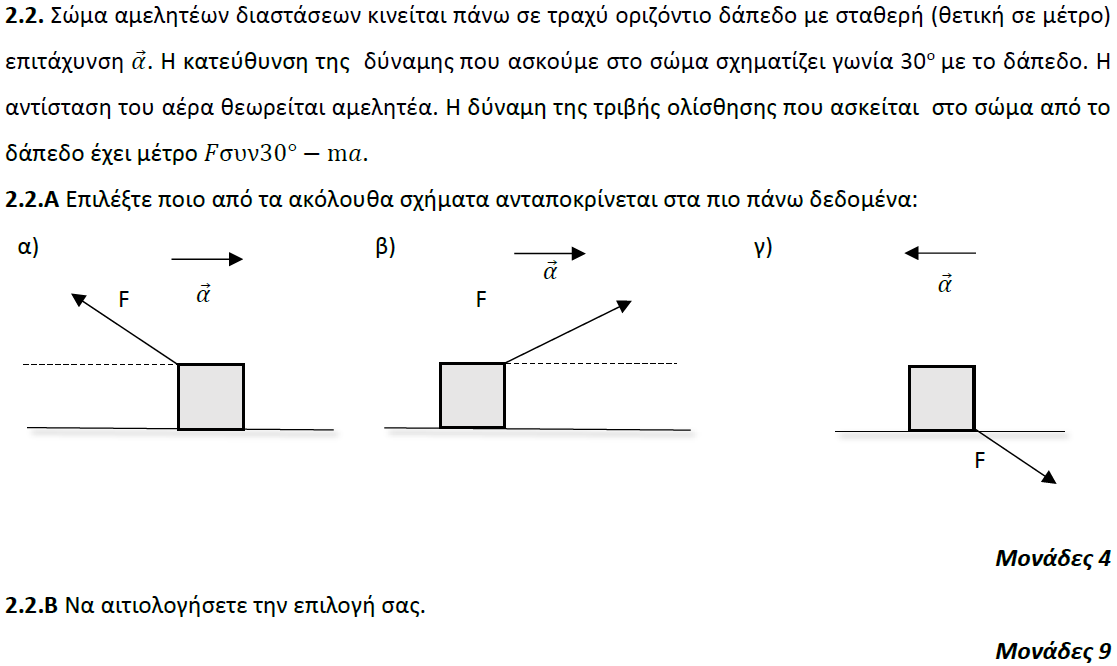 2.2. Σώμα αμελητέων διαστάσεων κινείται πάνω σε τραχύ οριζόντιο δάπεδο με σταθερή (θετική σε μέτρο)
επιτάχυνση α⃗. Η κατεύθυνση της δύναμης που ασκούμε στο σώμα σχηματίζει γωνία 30° με το δάπεδο. Η
αντίσταση του αέρα θεωρείται αμελητέα. Η δύναμη της τριβής ολίσθησης που ασκείται στο σώμα από το
δάπεδο έχει μέτρο Fσυν30° − ma.
2.2.Α Επιλέξτε ποιο από τα ακόλουθα σχήματα ανταποκρίνεται στα πιο πάνω δεδομένα:
α) β) γ)
α⃗ α⃗ α⃗
F F
F
Μονάδες 4
2.2.Β Να αιτιολογήσετε την επιλογή σας.
Μονάδες 9